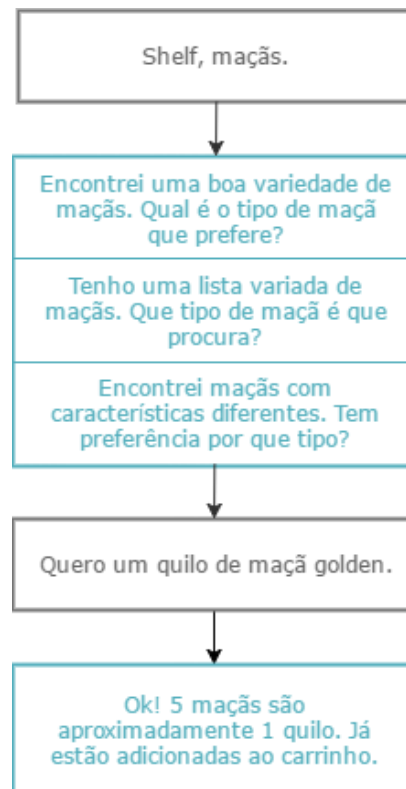 Shelf, maçãs.
Encontrei uma boa variedade de
maçãs. Qual é o tipo de maçã
que prefere?
Tenho uma lista variada de
maçãs. Que tipo de maçã é que
procura?
Encontrei maçãs com
características diferentes. Tem
preferência por que tipo?
Quero um quilo de maçã golden.
Ok! 5 maçãs são
aproximadamente 1 quilo. Já
estão adicionadas ao carrinho.